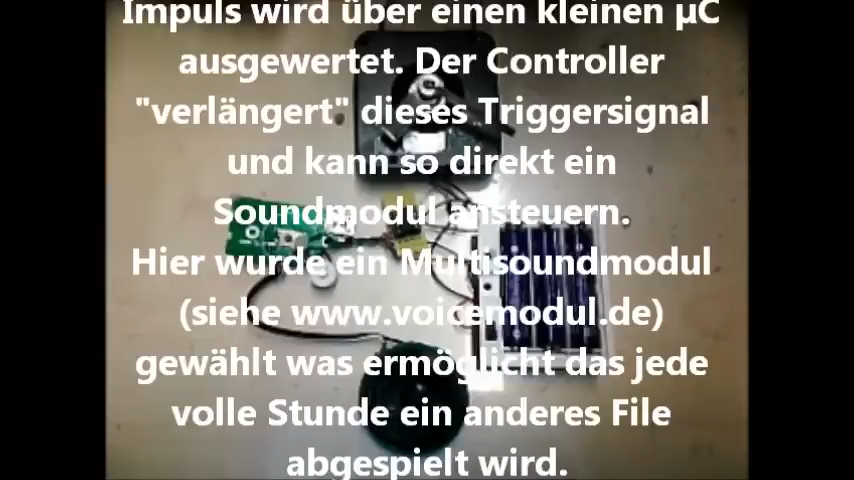 Impuls wird über einen kleinen µC
ausgewertet. Der Controller
"verlängert" dieses Triggersignal
und kann so direkt ein
Soundmodul ansteuern.
Hier wurde ein Multisoundmodul
(siehe www.voicemodul.de)
gewählt was ermöglicht das jede
volle Stunde ein anderes File
abgespielt wird.